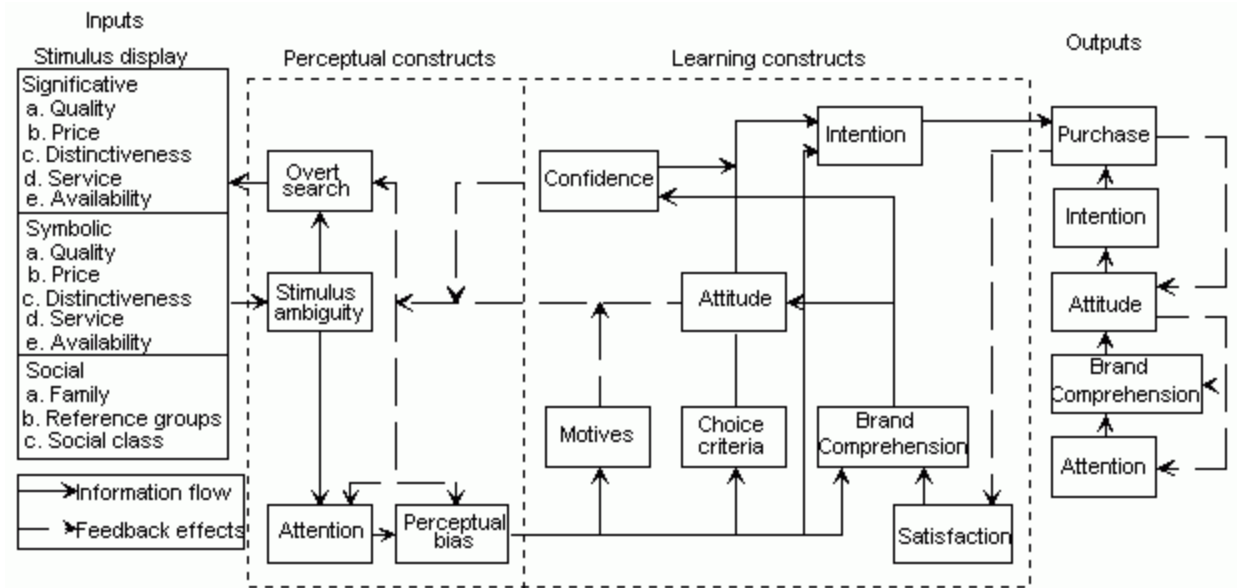 Inputs
Stimulus display
Significative
a. Quality
b. Price
c. Distinctiveness
d. Service
e. Availability
Symbolic
a. Quality
b. Price
c. Distinctiveness
d. Service
e. Availability
Social
a. Family
b. Reference groups
c. Social class
Information flow
Feedback effects
Perceptual constructs
Overt
search
Stimulus
ambiguity
Attention
Perceptual
bias
Learning constructs
Confidence
Intention
Attitude
Motives
Choice
criteria
Brand
Comprehension
Satisfaction
Outputs
Purchase
Intention
Attitude
Brand
Comprehension
Attention